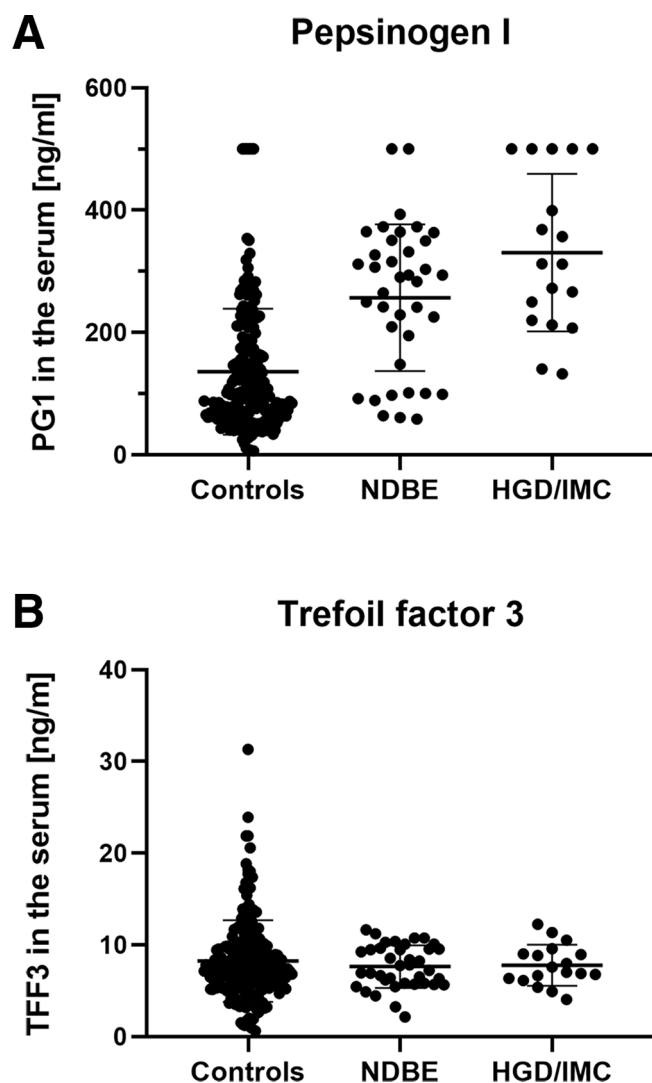 A
Pepsinogen I
PG1 in the serum [ng/ml]
600
400
200
0
Controls NDBE HGD/IMC
B
Trefoil factor 3
TFF3 in the serum [ng/m]
40
30
20
10
0
Controls NDBE HGD/IMC